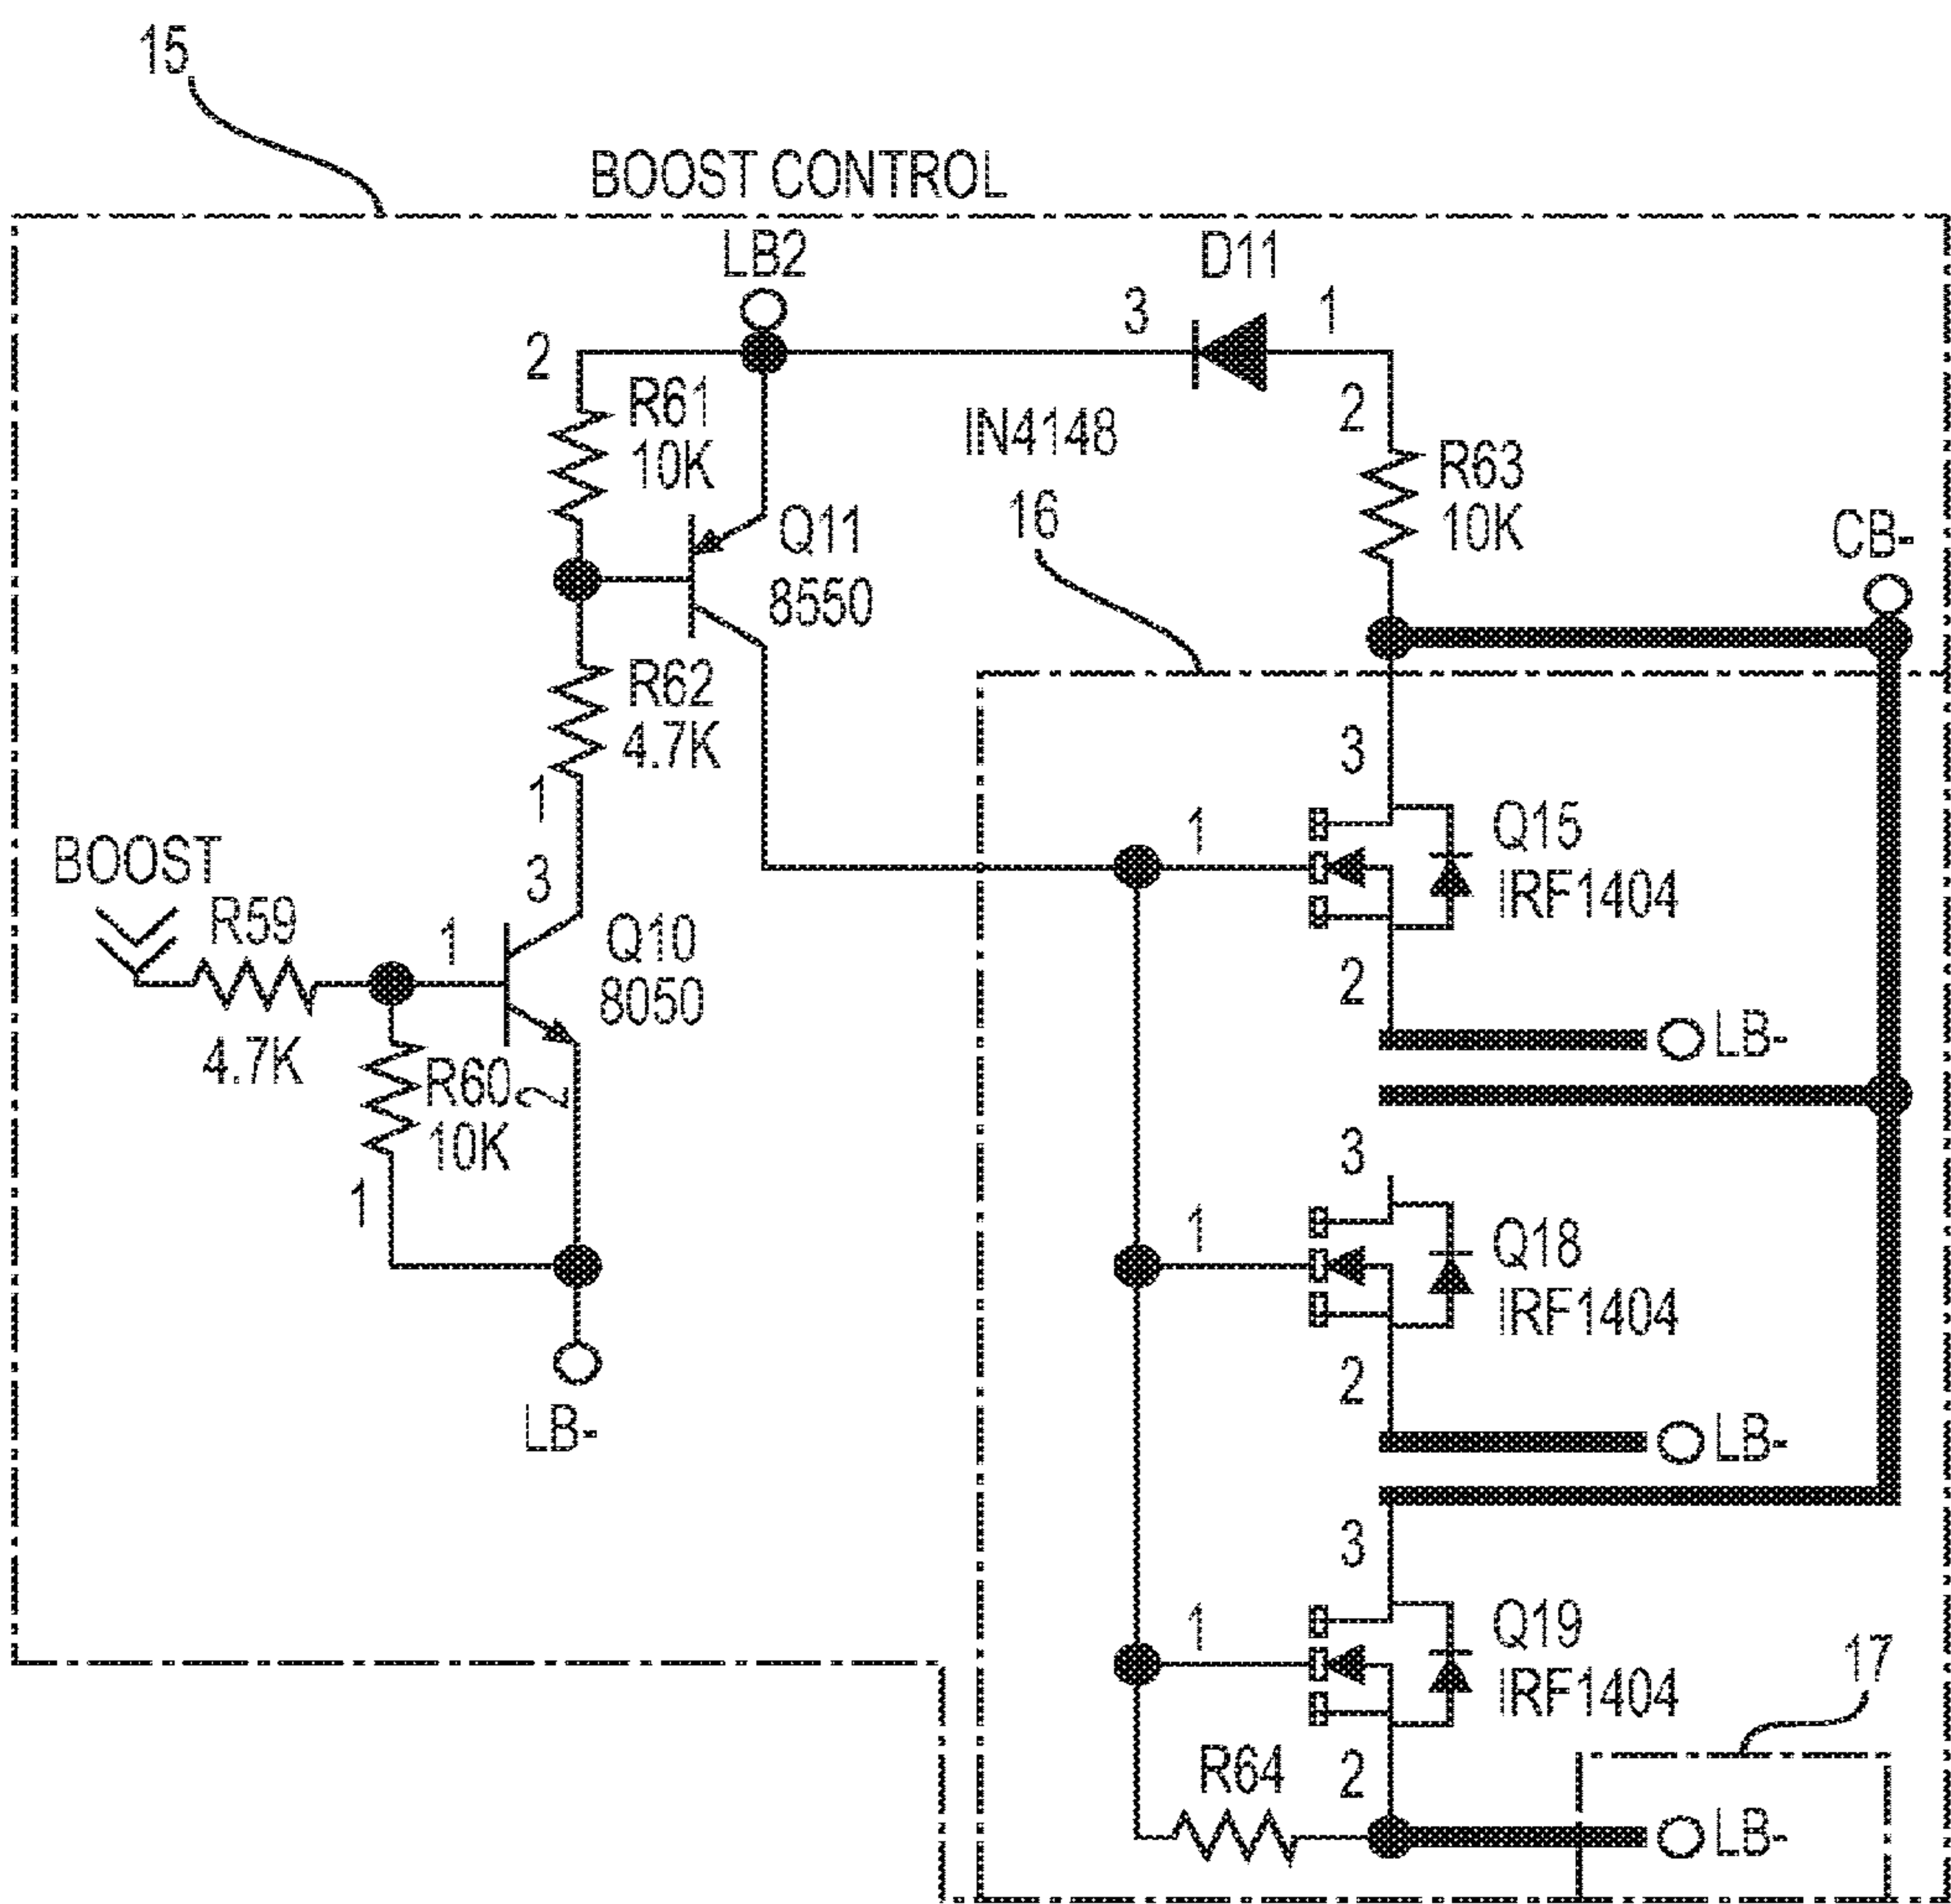 15
BOOST CONTROL
LB2
D11
3
1
2
R61
10K
2
IN4148
R63
10K
16
CB-
Q11
8550
R62
4.7K
1
3
3
1
Q15
IRF1404
BOOST
R59
4.7K
1
Q10
8050
2
LB-
R60
10K
2
1
3
1
Q18
IRF1404
2
LB-
LB-
3
1
Q19
IRF1404
17
R64
2
LB-